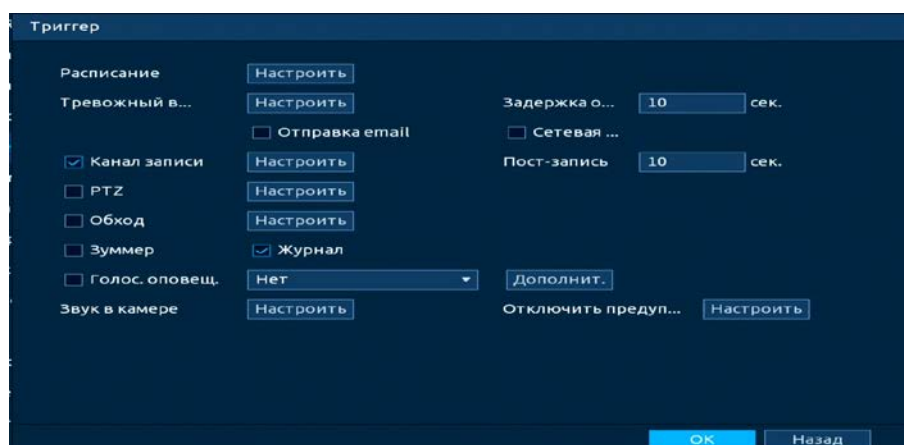 Триггер
Расписание Настроить
Тревожный в... Настроить Задержка о... 10 сек.
Отправка email Сетевая ...
Канал записи Настроить Пост-запись 10 сек.
PTZ Настроить
Обход Настроить
Зуммер Журнал
Голос. оповещ. Нет Дополнит.
Звук в камере Настроить Отключить предуп... Настроить
OK Назад